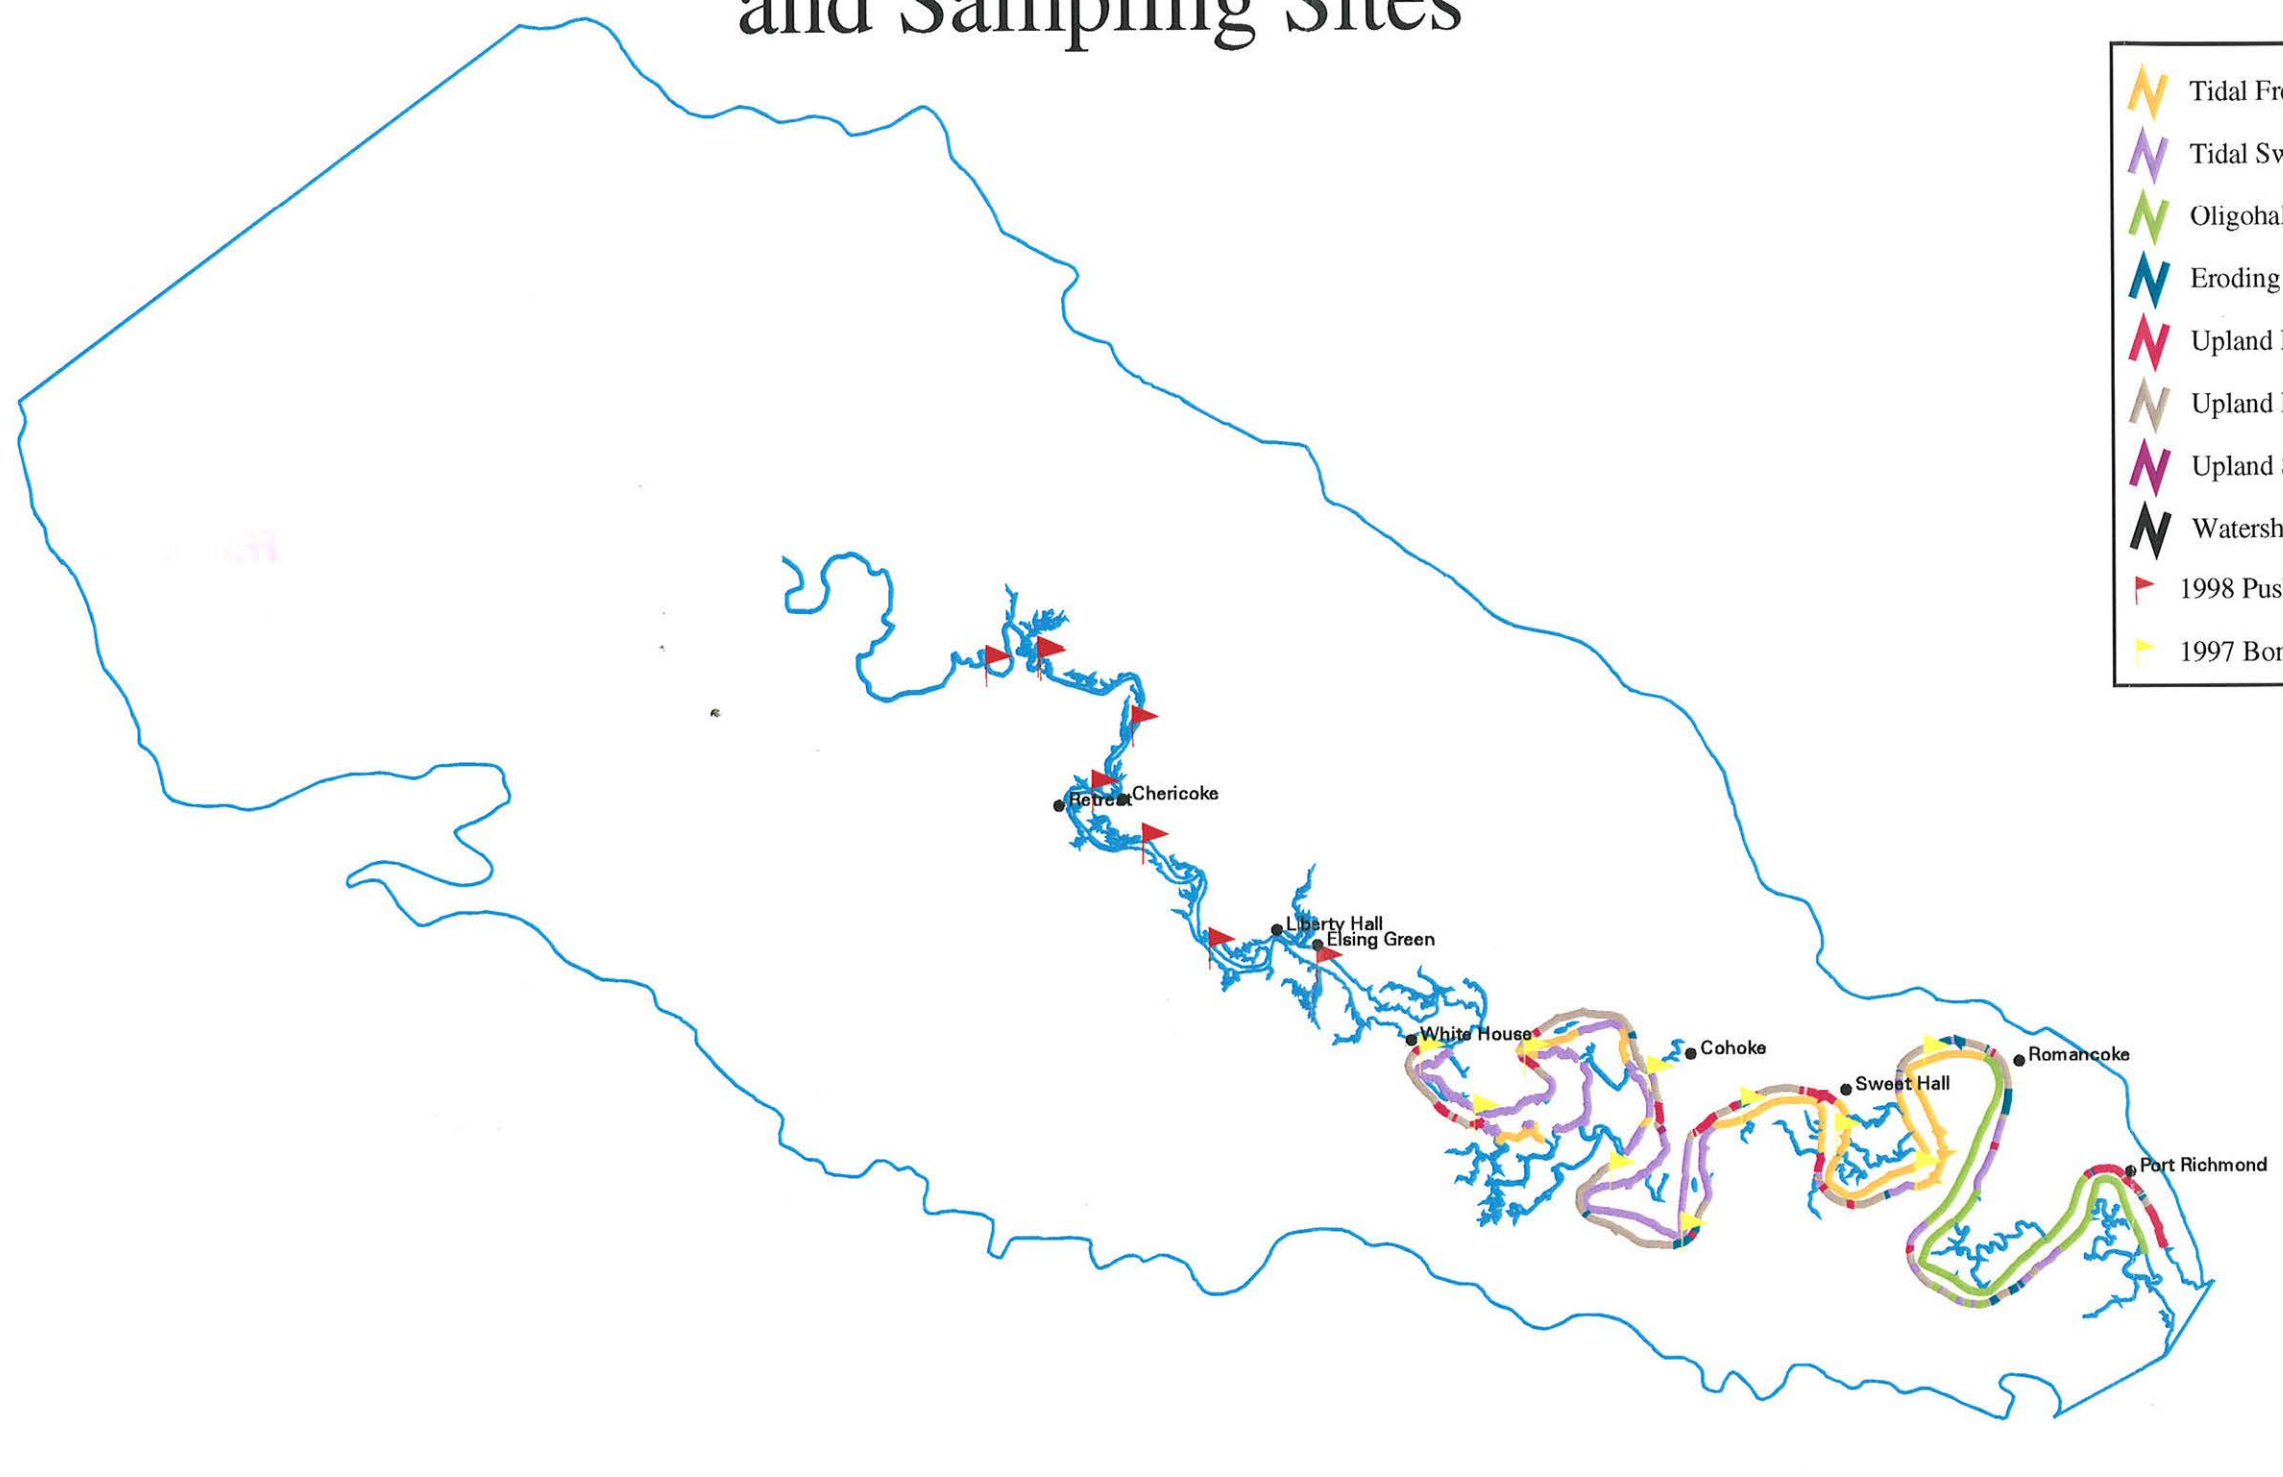 and Sampling Sites
Tidal Fr
Tidal Sw
Oligohal
Eroding
Upland
Upland
Upland
Watersh
1998 Pus
1997 Bor
Retreat
Chericoke
Liberty Hall
Elsing Green
White House
Cohoke
Sweet Hall
Romancoke
Port Richmond